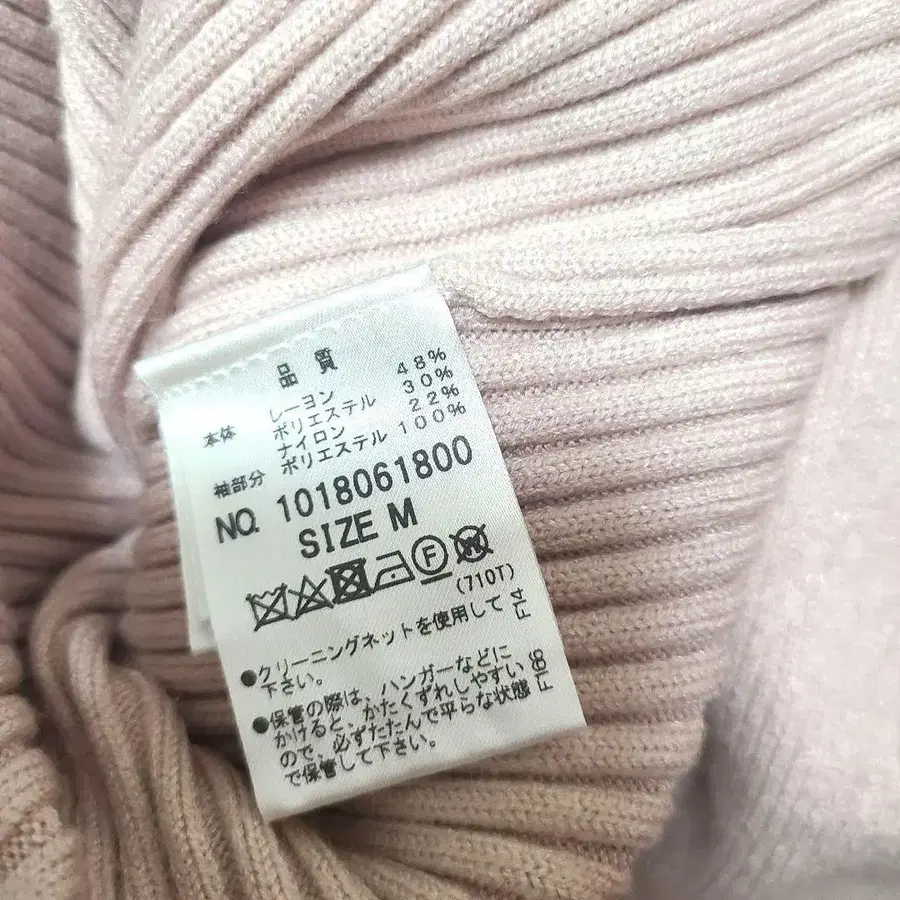 品質
本体 レーヨン 48%
ポリエステル 30%
ナイロン 22%
袖部分 ポリエステル 100%
NO. 1018061800
SIZE M
F W
(710T)
●クリーニングネットを使用して F14
下さい。
●保管の際は、ハンガーなどに
かけると、かたくずれしやすい F186
ので、必ずたたんで平らな状態
で保管して下さい。